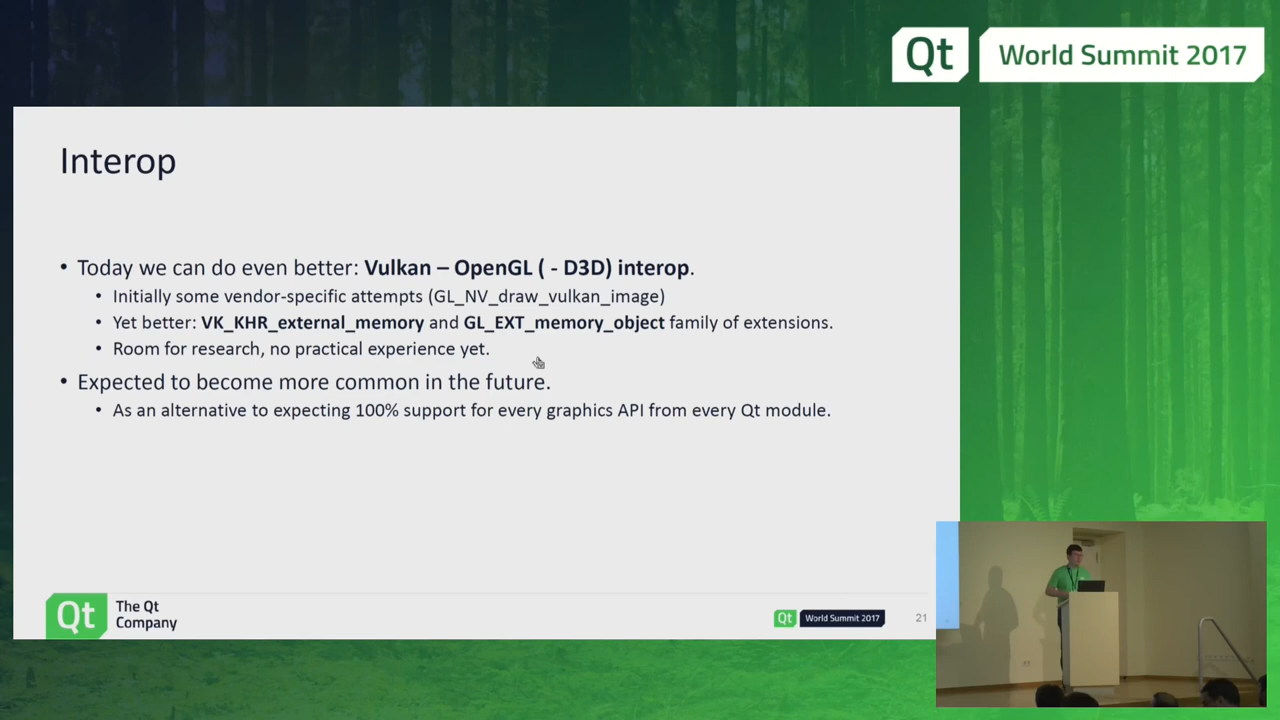 Qt World Summit 2017
Interop
• Today we can do even better: Vulkan – OpenGL ( - D3D) interop.
• Initially some vendor-specific attempts (GL_NV_draw_vulkan_image)
• Yet better: VK_KHR_external_memory and GL_EXT_memory_object family of extensions.
• Room for research, no practical experience yet.
• Expected to become more common in the future.
• As an alternative to expecting 100% support for every graphics API from every Qt module.
Qt The Qt
Company
Qt World Summit 2017 21